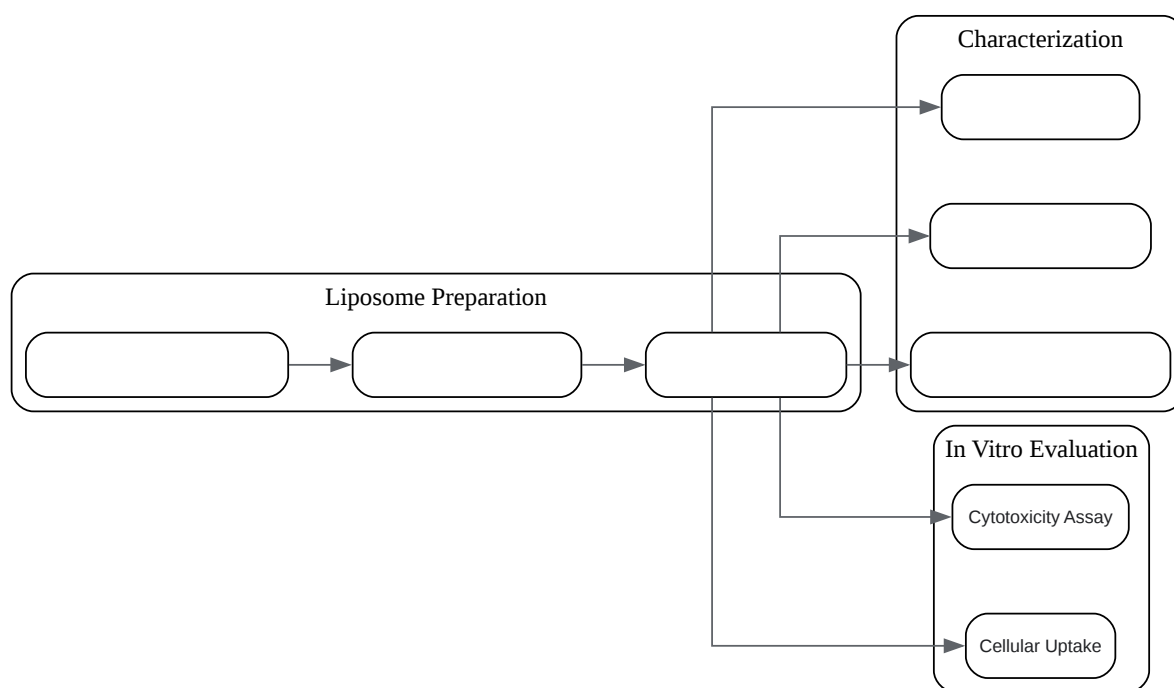 Characterization
Liposome Preparation
In Vitro Evaluation
Cytotoxicity Assay
Cellular Uptake